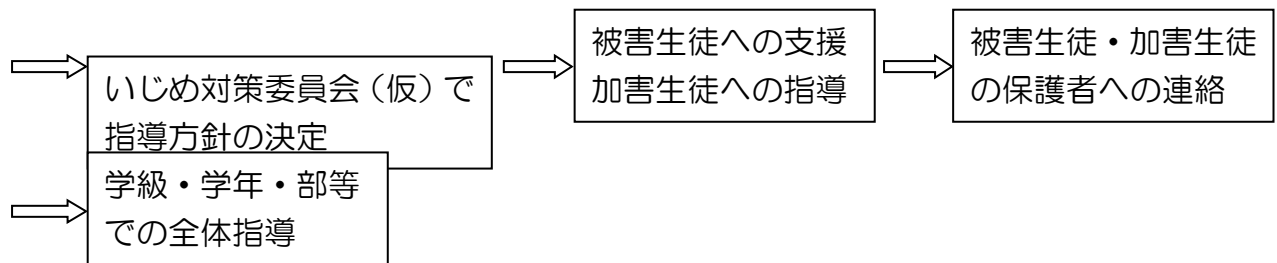 いじめ対策委員会（仮）で
指導方針の決定
被害生徒への支援
加害生徒への指導
被害生徒・加害生徒
の保護者への連絡
学級・学年・部等
での全体指導